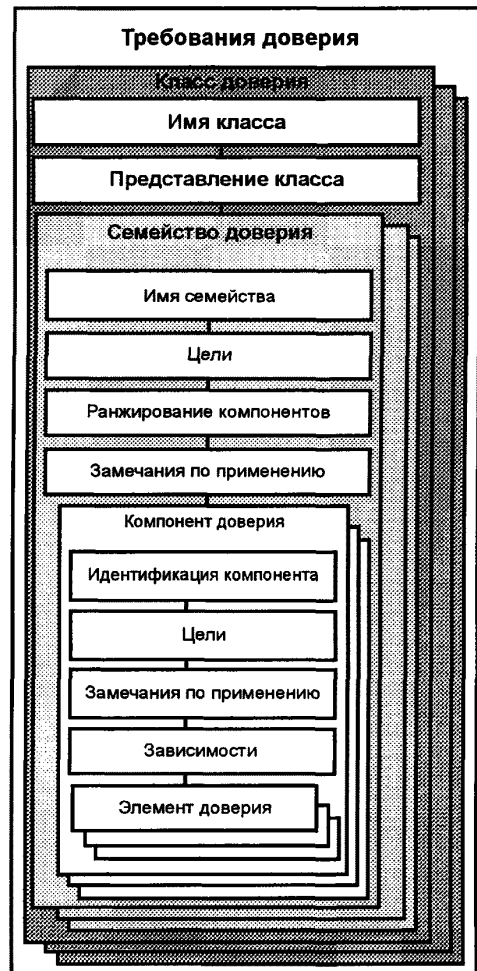 Требования доверия
Класс доверия
Имя класса
Представление класса
Семейство доверия
Имя семейства
Цели
Ранжирование компонентов
Замечания по применению
Компонент доверия
Идентификация компонента
Цели
Замечания по применению
Зависимости
Элемент доверия